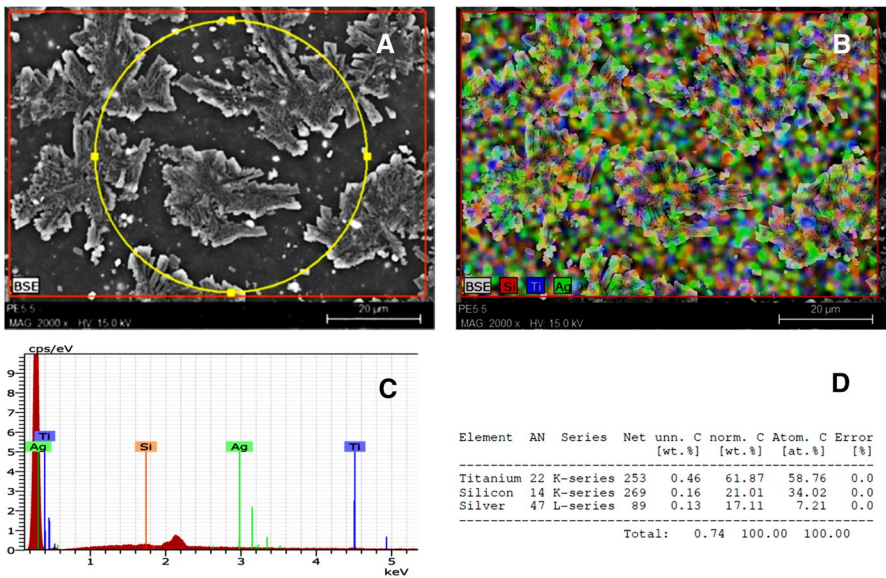 A
BSE
PE5 5
MAG: 2000 x HV: 15.0 kV
20 µm
B
BSE Si Ti Ag
PE5 5
MAG: 2000 x HV: 15.0 kV
20 µm
C
cps/eV
9
8
7
6
5
4
3
2
1
0
Ti
Ag Si Ag Ti
1 2 3 4 5
keV
D
Element AN Series Net unn. C norm. C Atom. C Error
[wt.%] [wt.%] [at.%] [%]
Titanium 22 K-series 253 0.46 61.87 58.76 0.0
Silicon 14 K-series 269 0.16 21.01 34.02 0.0
Silver 47 L-series 89 0.13 17.11 7.21 0.0
Total: 0.74 100.00 100.00